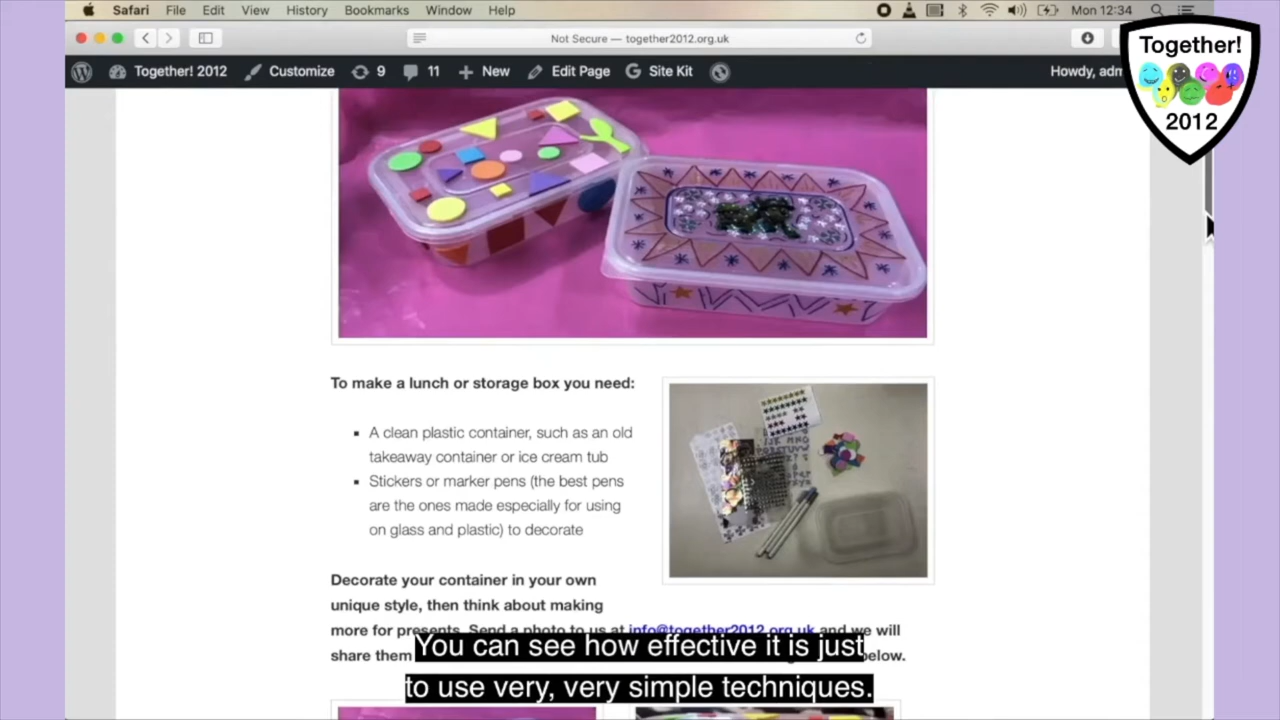 Safari File Edit View History Bookmarks Window Help Mon 12:34
Not Secure — together2012.org.uk
Together! 2012 Customize 9 11 + New Edit Page Site Kit Howdy, adm
Together!
2012
To make a lunch or storage box you need:
A clean plastic container, such as an old
takeaway container or ice cream tub
Stickers or marker pens (the best pens
are the ones made especially for using
on glass and plastic) to decorate
Decorate your container in your own
unique style, then think about making
more for presents. Send a photo to us at info@together2012.org.uk and we will
share them
below.
You can see how effective it is just
to use very, very simple techniques.